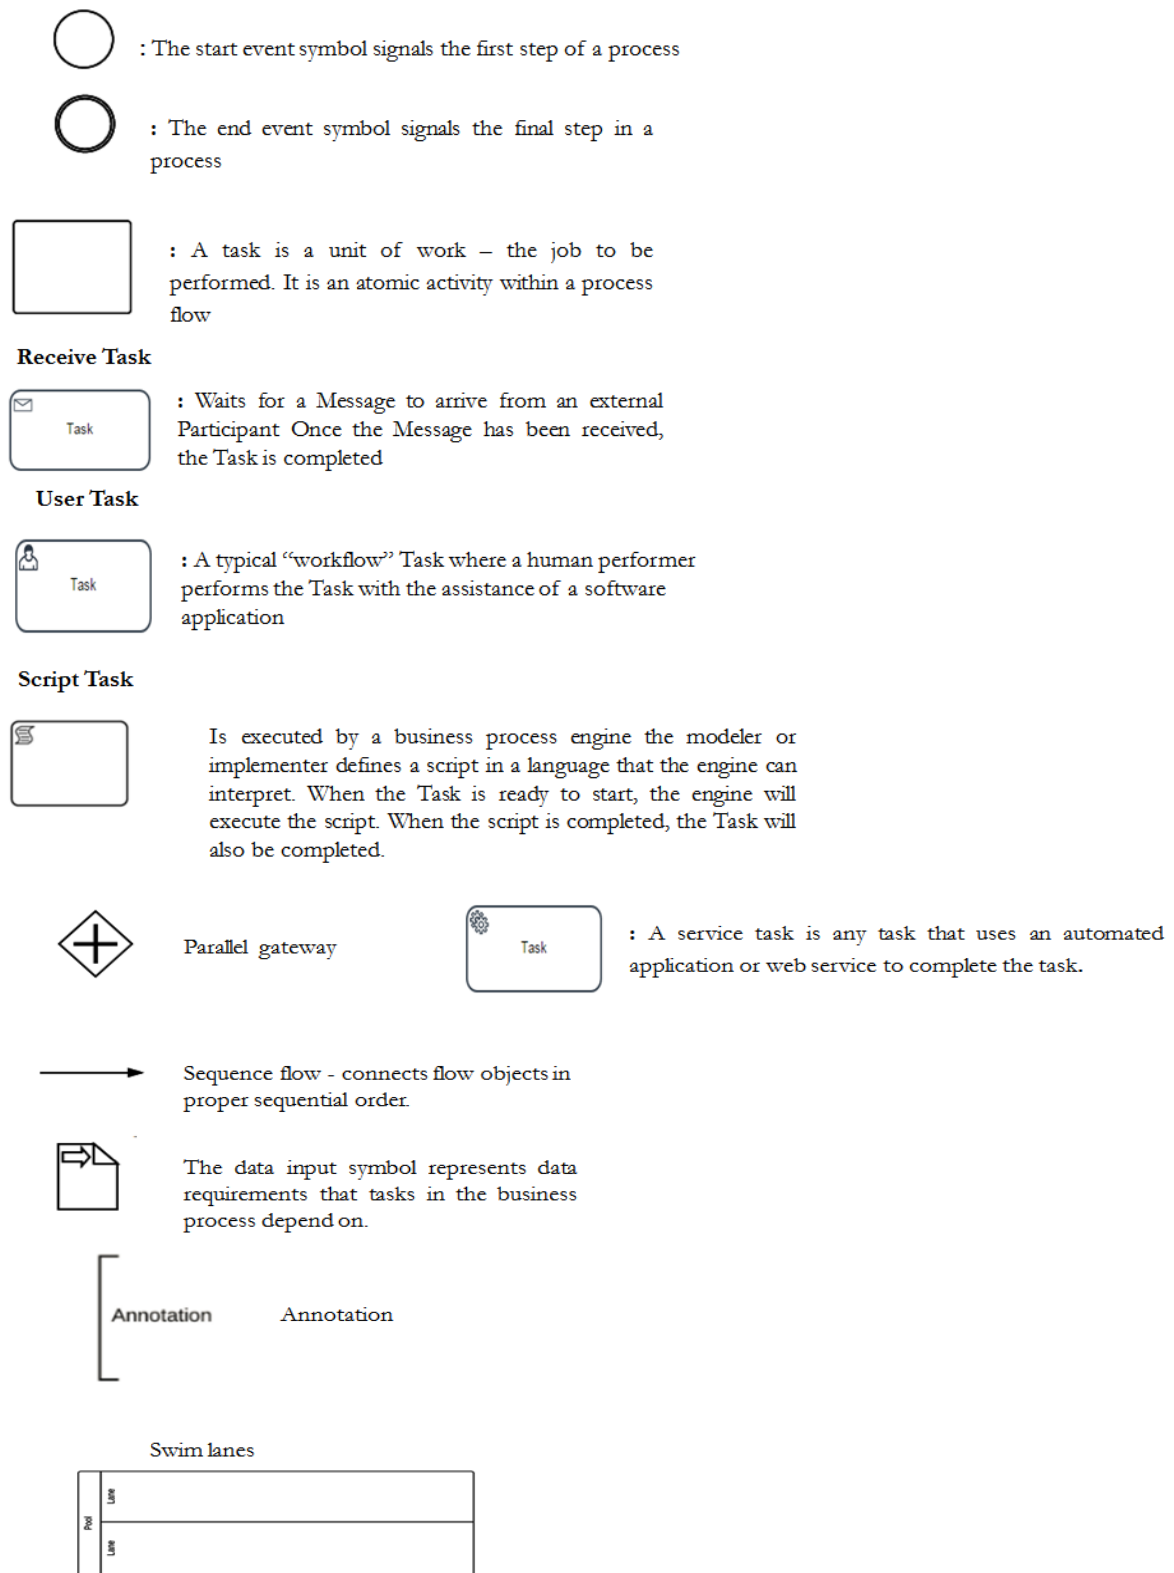 : The start event symbol signals the first step of a process
: The end event symbol signals the final step in a
process
: A task is a unit of work – the job to be
performed. It is an atomic activity within a process
flow
Receive Task
Task
: Waits for a Message to arrive from an external
Participant Once the Message has been received,
the Task is completed
User Task
Task
: A typical “workflow” Task where a human performer
performs the Task with the assistance of a software
application
Script Task
Is executed by a business process engine the modeler or
implementer defines a script in a language that the engine can
interpret. When the Task is ready to start, the engine will
execute the script. When the script is completed, the Task will
also be completed.
Parallel gateway
Task
: A service task is any task that uses an automated
application or web service to complete the task.
Sequence flow - connects flow objects in
proper sequential order.
The data input symbol represents data
requirements that tasks in the business
process depend on.
Annotation
Annotation
Swim lanes
Pool
Lane
Lane